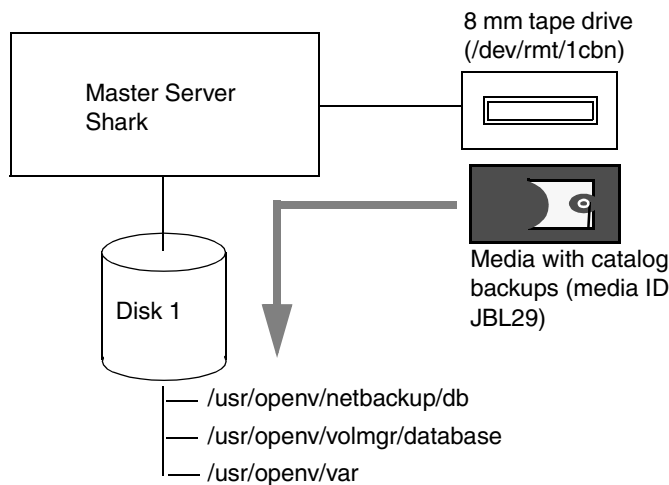 8 mm tape drive
(/dev/rmt/1cbn)
Master Server
Shark
Media with catalog
backups (media ID
JBL29)
Disk 1
/usr/openv/netbackup/db
/usr/openv/volmgr/database
/usr/openv/var